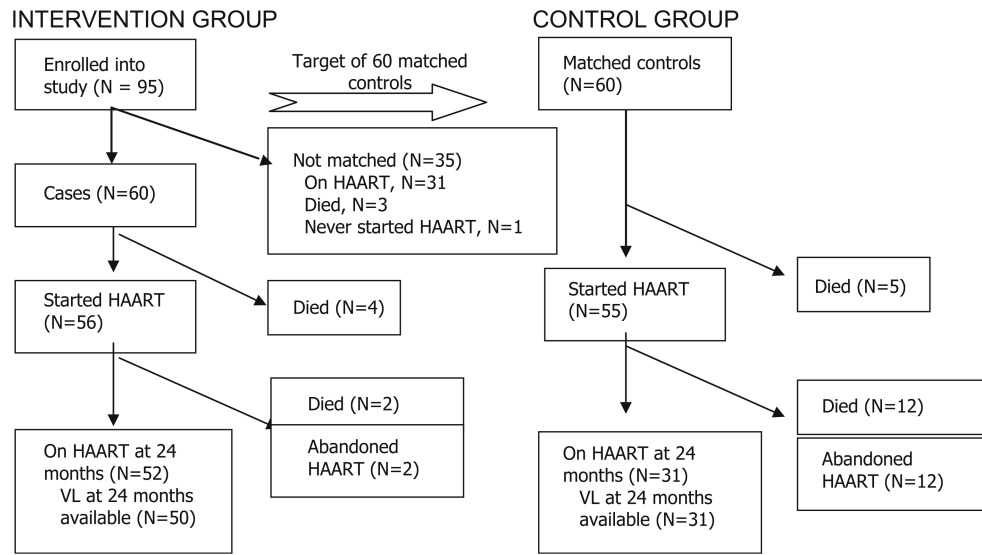 INTERVENTION GROUP
CONTROL GROUP
Enrolled into
study (N = 95)
Target of 60 matched
controls
Matched controls
(N=60)
Not matched (N=35)
On HAART, N=31
Died, N=3
Never started HAART, N=1
Cases (N=60)
Started HAART
(N=56)
Died (N=4)
Started HAART
(N=55)
Died (N=5)
Died (N=2)
Abandoned
HAART (N=2)
Died (N=12)
Abandoned
HAART (N=12)
On HAART at 24
months (N=52)
VL at 24 months
available (N=50)
On HAART at 24
months (N=31)
VL at 24 months
available (N=31)